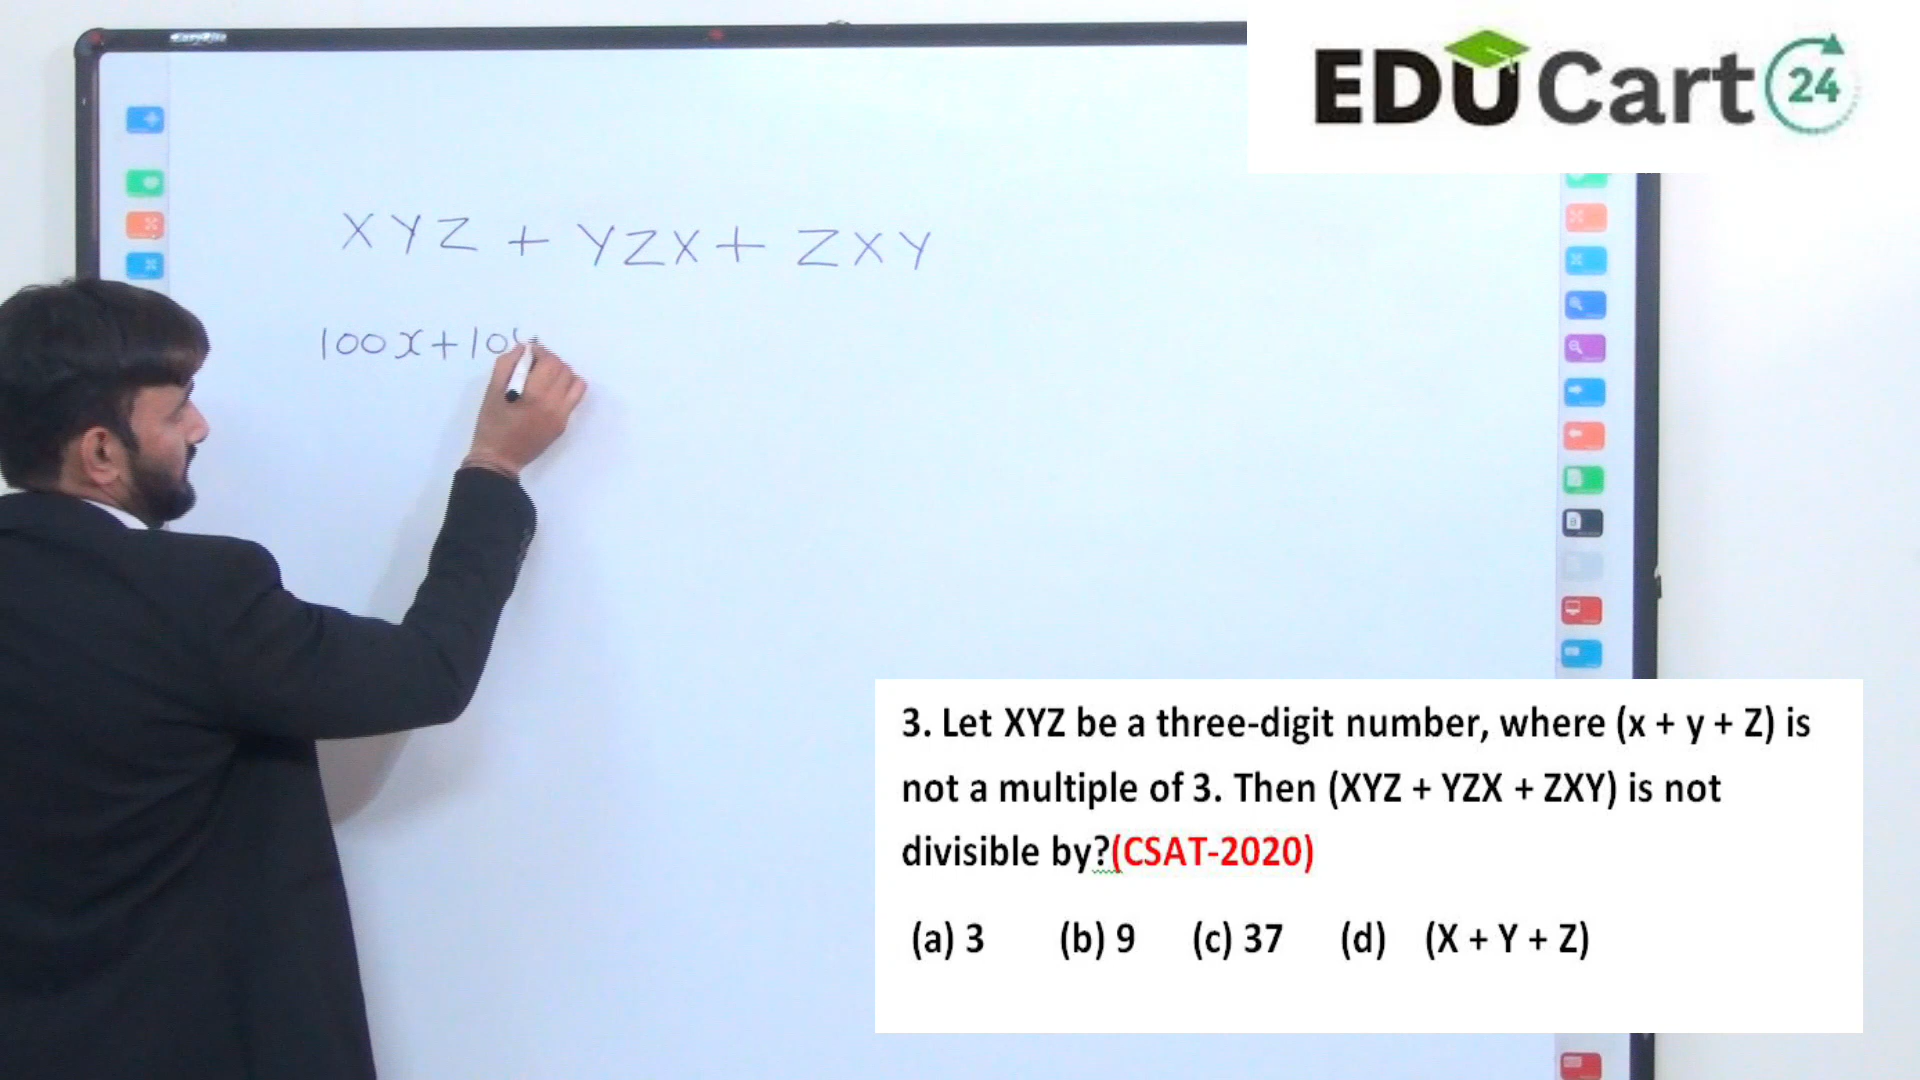 EDUCart 24
XYZ + YZX + ZXY
100x+10
3. Let XYZ be a three-digit number, where (x + y + Z) is
not a multiple of 3. Then (XYZ + YZX + ZXY) is not
divisible by?(CSAT-2020)
(a) 3 (b) 9 (c) 37 (d) (X + Y + Z)